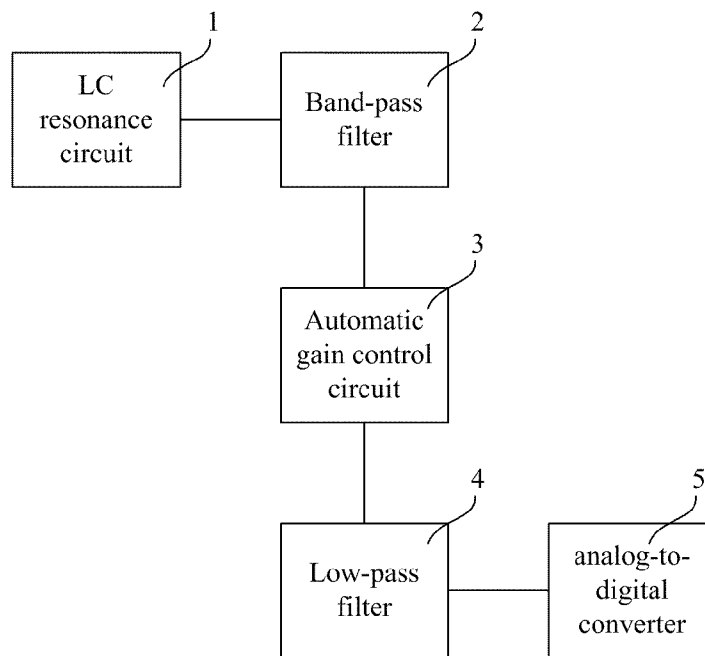 1
LC
resonance
circuit
2
Band-pass
filter
3
Automatic
gain control
circuit
4
Low-pass
filter
5
analog-to-
digital
converter